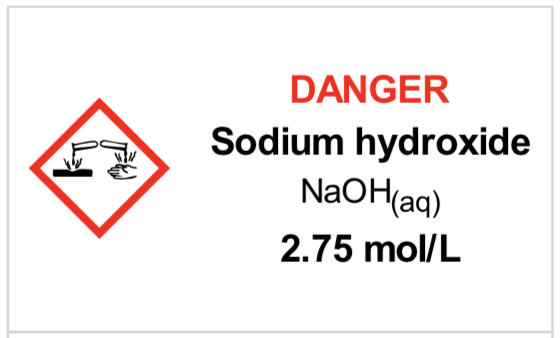 DANGER
Sodium hydroxide
NaOH(aq)
2.75 mol/L